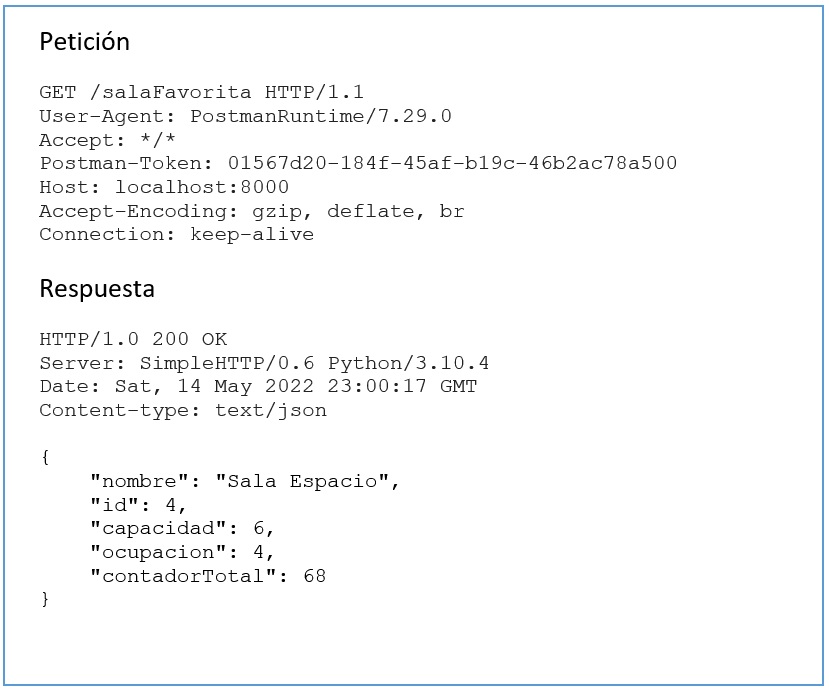 Petición
GET /salaFavorita HTTP/1.1
User-Agent: PostmanRuntime/7.29.0
Accept: */*
Postman-Token: 01567d20-184f-45af-b19c-46b2ac78a500
Host: localhost:8000
Accept-Encoding: gzip, deflate, br
Connection: keep-alive
Respuesta
HTTP/1.0 200 OK
Server: SimpleHTTP/0.6 Python/3.10.4
Date: Sat, 14 May 2022 23:00:17 GMT
Content-type: text/json
{
    "nombre": "Sala Espacio",
    "id": 4,
    "capacidad": 6,
    "ocupacion": 4,
    "contadorTotal": 68
}